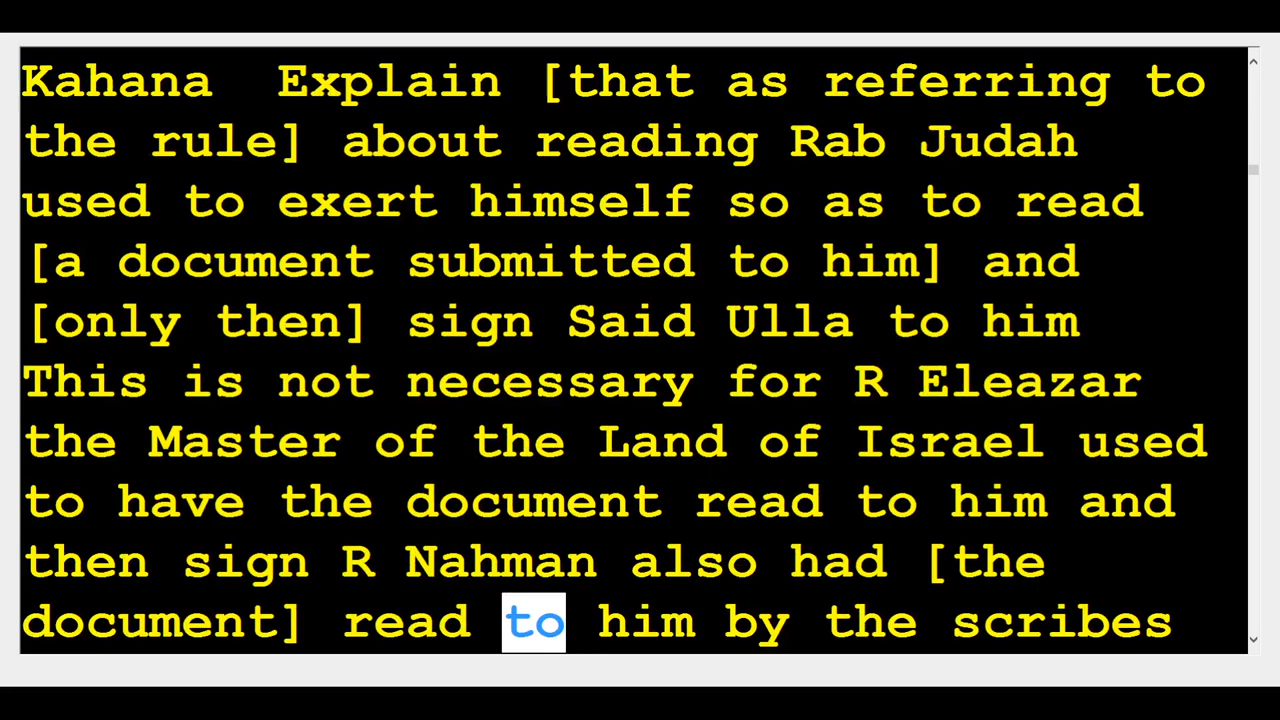 Kahana  Explain [that as referring to
the rule] about reading Rab Judah
used to exert himself so as to read
[a document submitted to him] and
[only then] sign Said Ulla to him
This is not necessary for R Eleazar
the Master of the Land of Israel used
to have the document read to him and
then sign R Nahman also had [the
document] read to him by the scribes